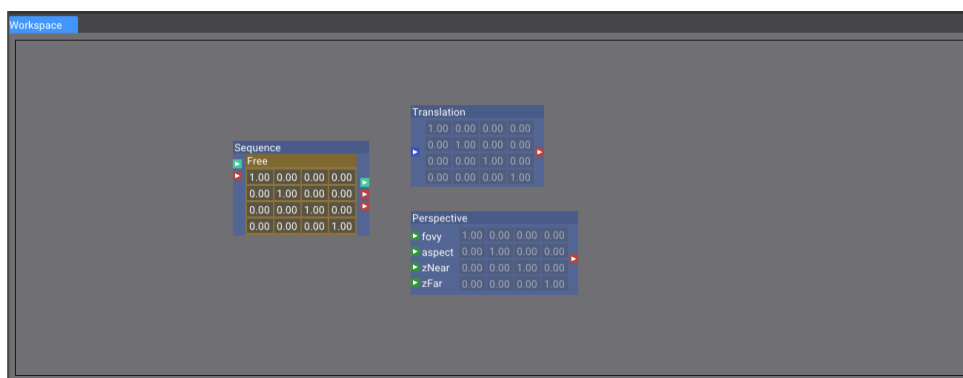 Workspace
Translation
1.00 0.00 0.00 0.00
0.00 1.00 0.00 0.00
0.00 0.00 1.00 0.00
0.00 0.00 0.00 1.00
Sequence
Free
1.00 0.00 0.00 0.00
0.00 1.00 0.00 0.00
0.00 0.00 1.00 0.00
0.00 0.00 0.00 1.00
Perspective
fovy 1.00 0.00 0.00 0.00
aspect 0.00 1.00 0.00 0.00
zNear 0.00 0.00 1.00 0.00
zFar 0.00 0.00 0.00 1.00